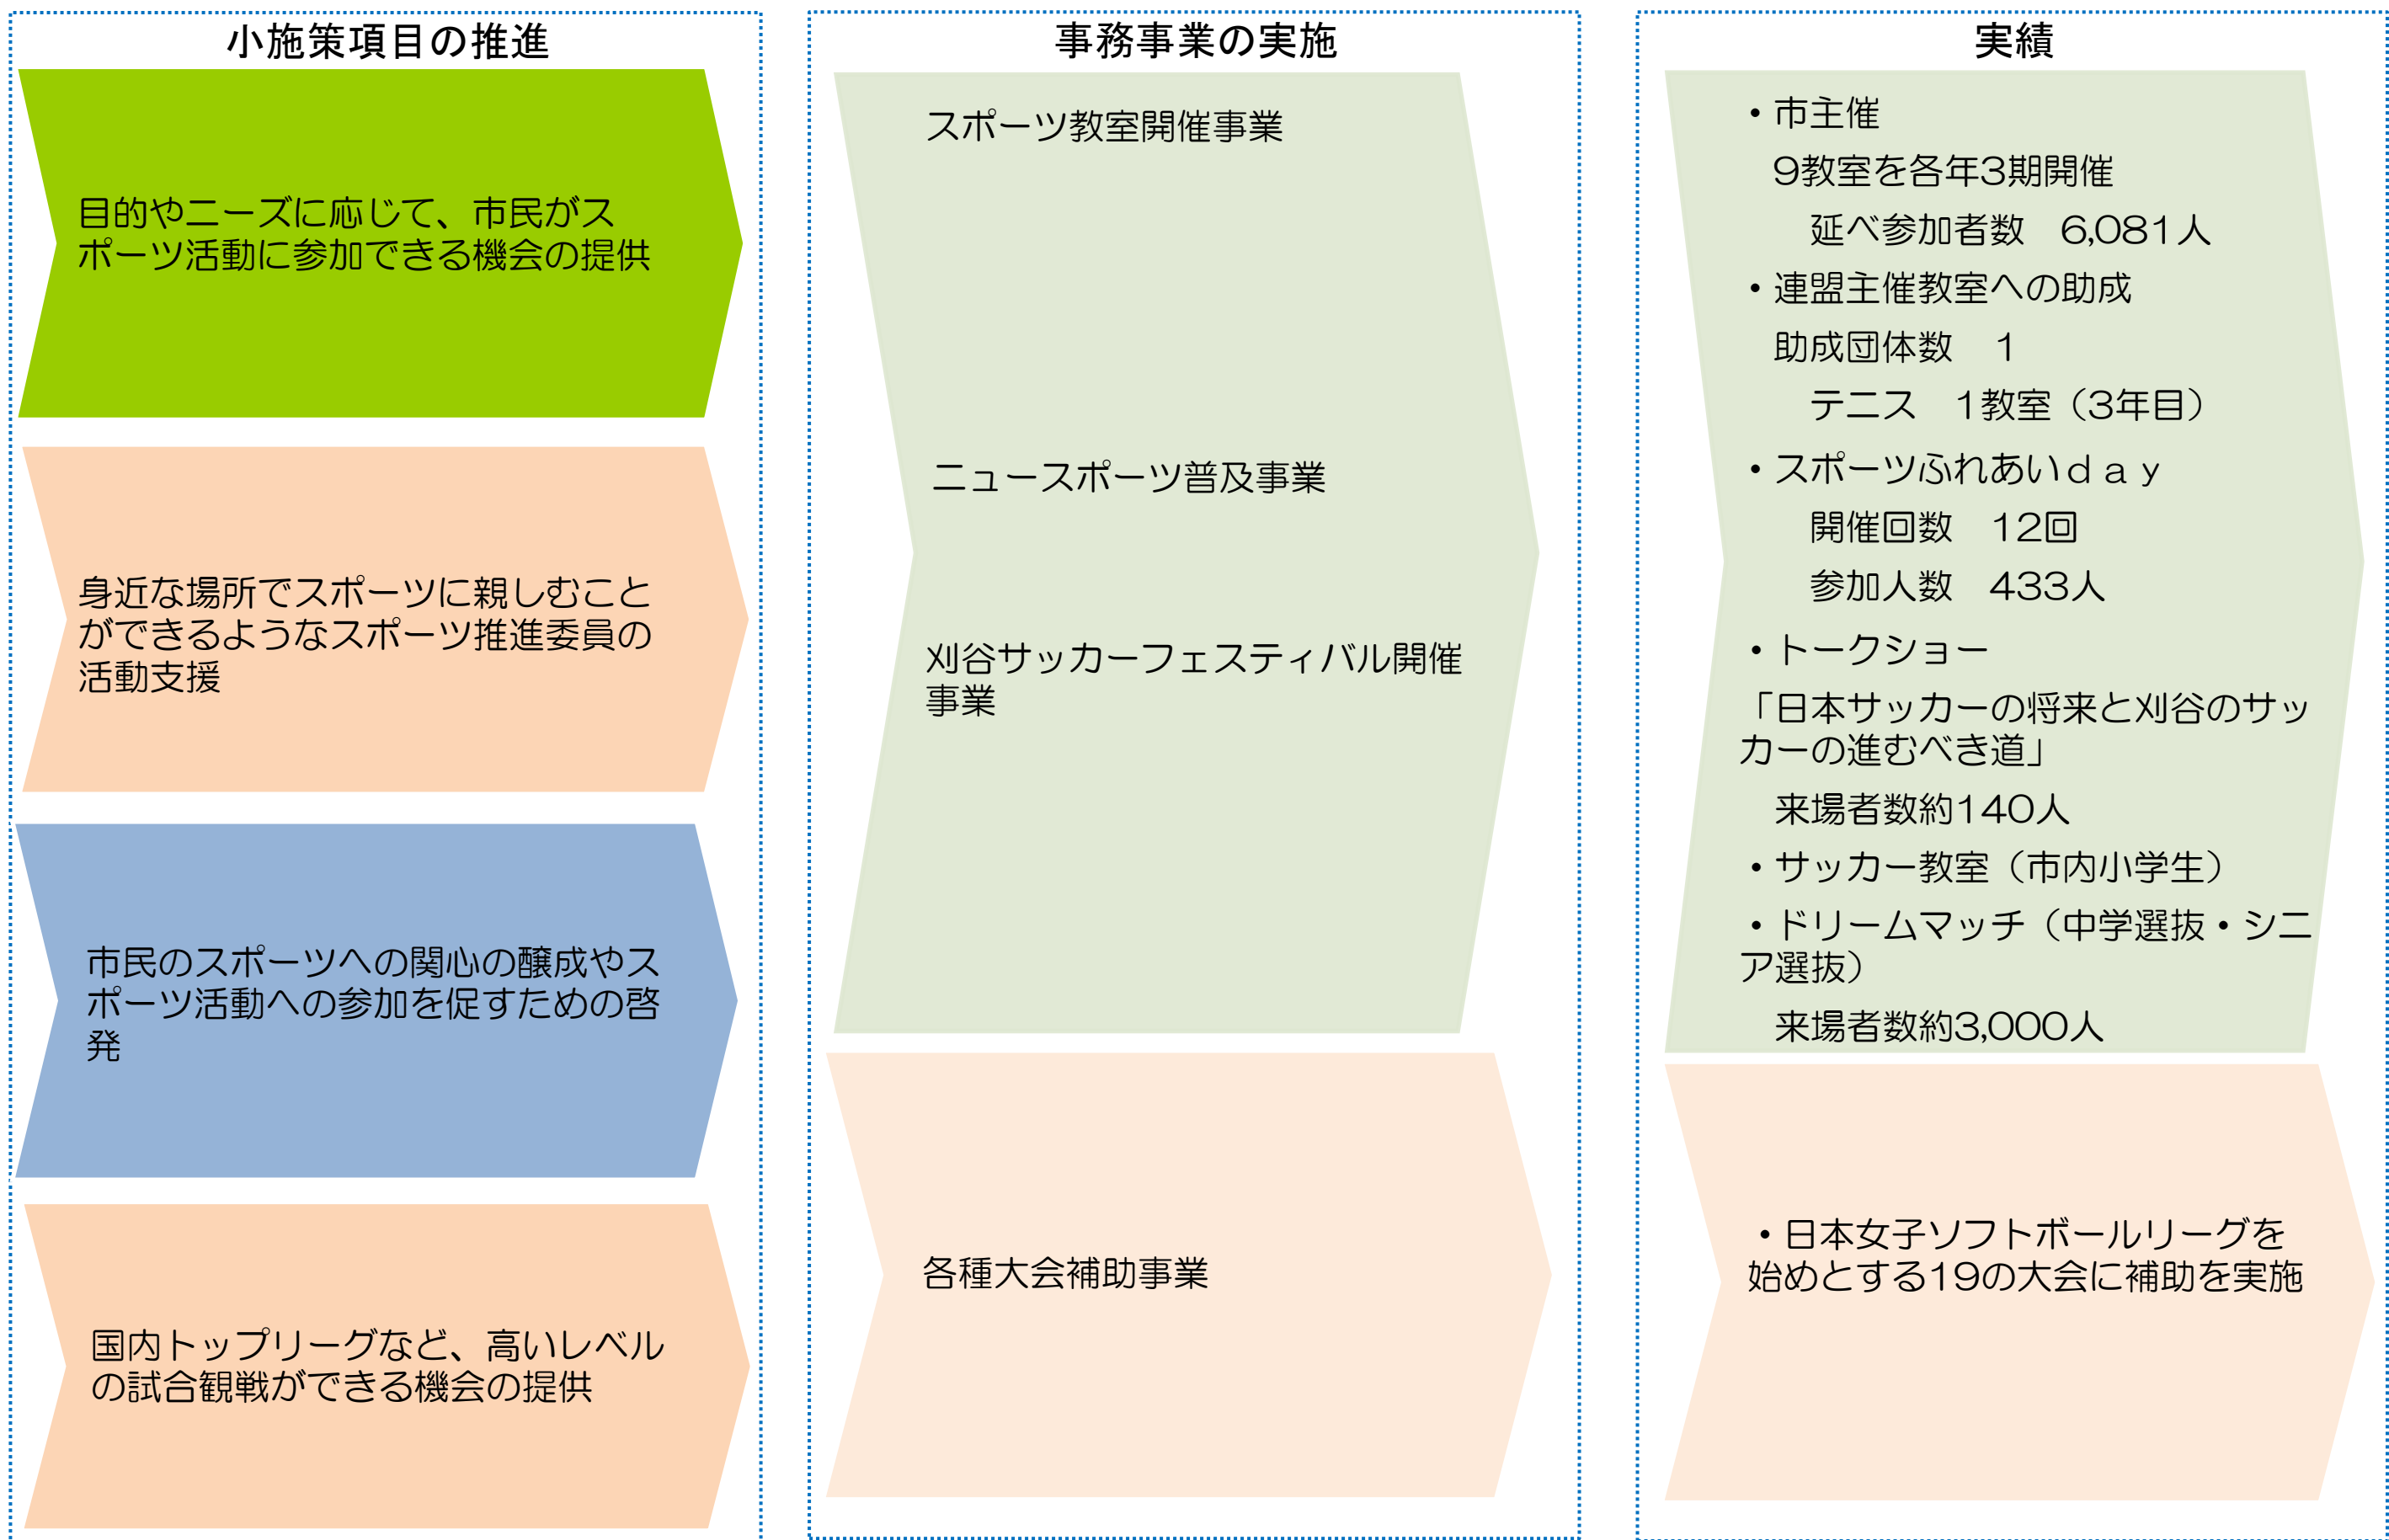 小施策項目の推進
目的やニーズに応じて、市民がス
ポーツ活動に参加できる機会の提供
身近な場所でスポーツに親しむこと
ができるようなスポーツ推進委員の
活動支援
市民のスポーツへの関心の醸成やス
ポーツ活動への参加を促すための啓
発
国内トップリーグなど、高いレベル
の試合観戦ができる機会の提供
事務事業の実施
スポーツ教室開催事業
ニュースポーツ普及事業
刈谷サッカーフェスティバル開催
事業
各種大会補助事業
実績
・市主催
9教室を各年3期開催
延べ参加者数　6,081人
・連盟主催教室への助成
助成団体数　1
テニス　1教室（3年目）
・スポーツふれあいｄａｙ
開催回数　12回
参加人数　433人
・トークショー
「日本サッカーの将来と刈谷のサッ
カーの進むべき道」
来場者数約140人
・サッカー教室（市内小学生）
・ドリームマッチ（中学選抜・シニ
ア選抜）
来場者数約3,000人
・日本女子ソフトボールリーグを
始めとする19の大会に補助を実施